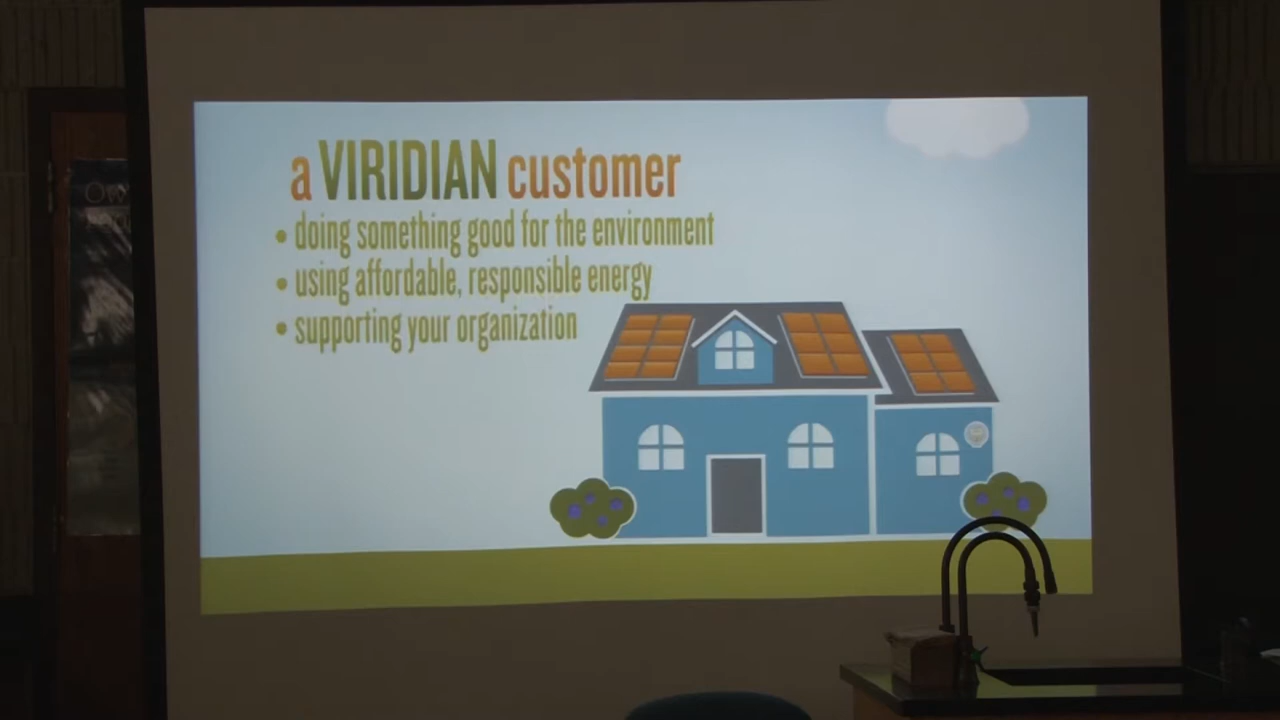 a VIRIDIAN customer
• doing something good for the environment
• using affordable, responsible energy
• supporting your organization